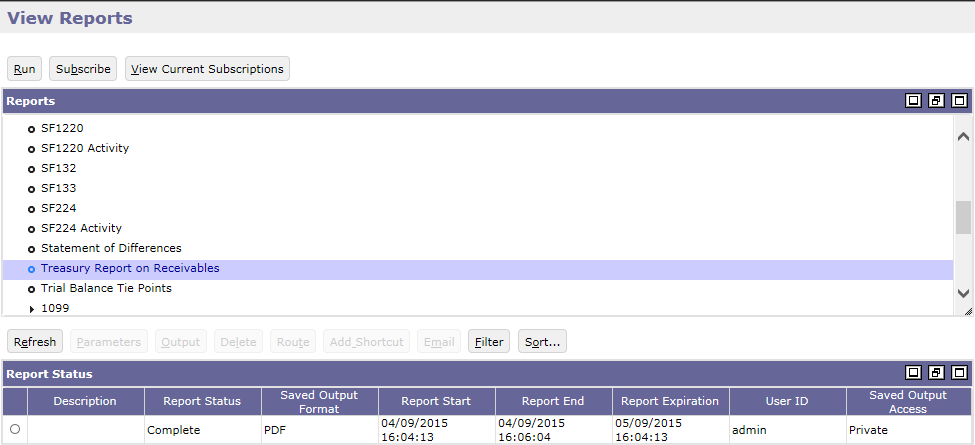 View Reports
Run Subscribe View Current Subscriptions
Reports
SF1220
SF1220 Activity
SF132
SF133
SF224
SF224 Activity
Statement of Differences
Treasury Report on Receivables
Trial Balance Tie Points
1099
Refresh Parameters Output Delete Route Add Shortcut Email Filter Sort...
Report Status
Description Report Status Saved Output Format Report Start Report End Report Expiration User ID Saved Output Access
Complete PDF 04/09/2015 16:04:13 04/09/2015 16:06:04 05/09/2015 16:04:13 admin Private